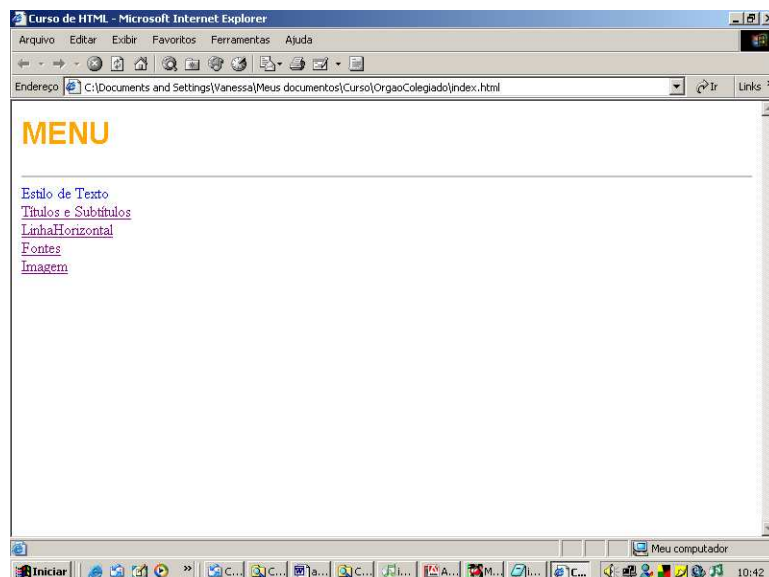 Curso de HTML - Microsoft Internet Explorer
Arquivo Editar Exibir Favoritos Ferramentas Ajuda
Endereço C:\Documents and Settings\Vanessa\Meus documentos\Curso\OrgaoColegiado\index.html Ir Links
MENU
Estilo de Texto
Títulos e Subtítulos
LinhaHorizontal
Fontes
Imagem
Meu computador
Iniciar C... C... a... C... i... A... M... li... C... 10:42